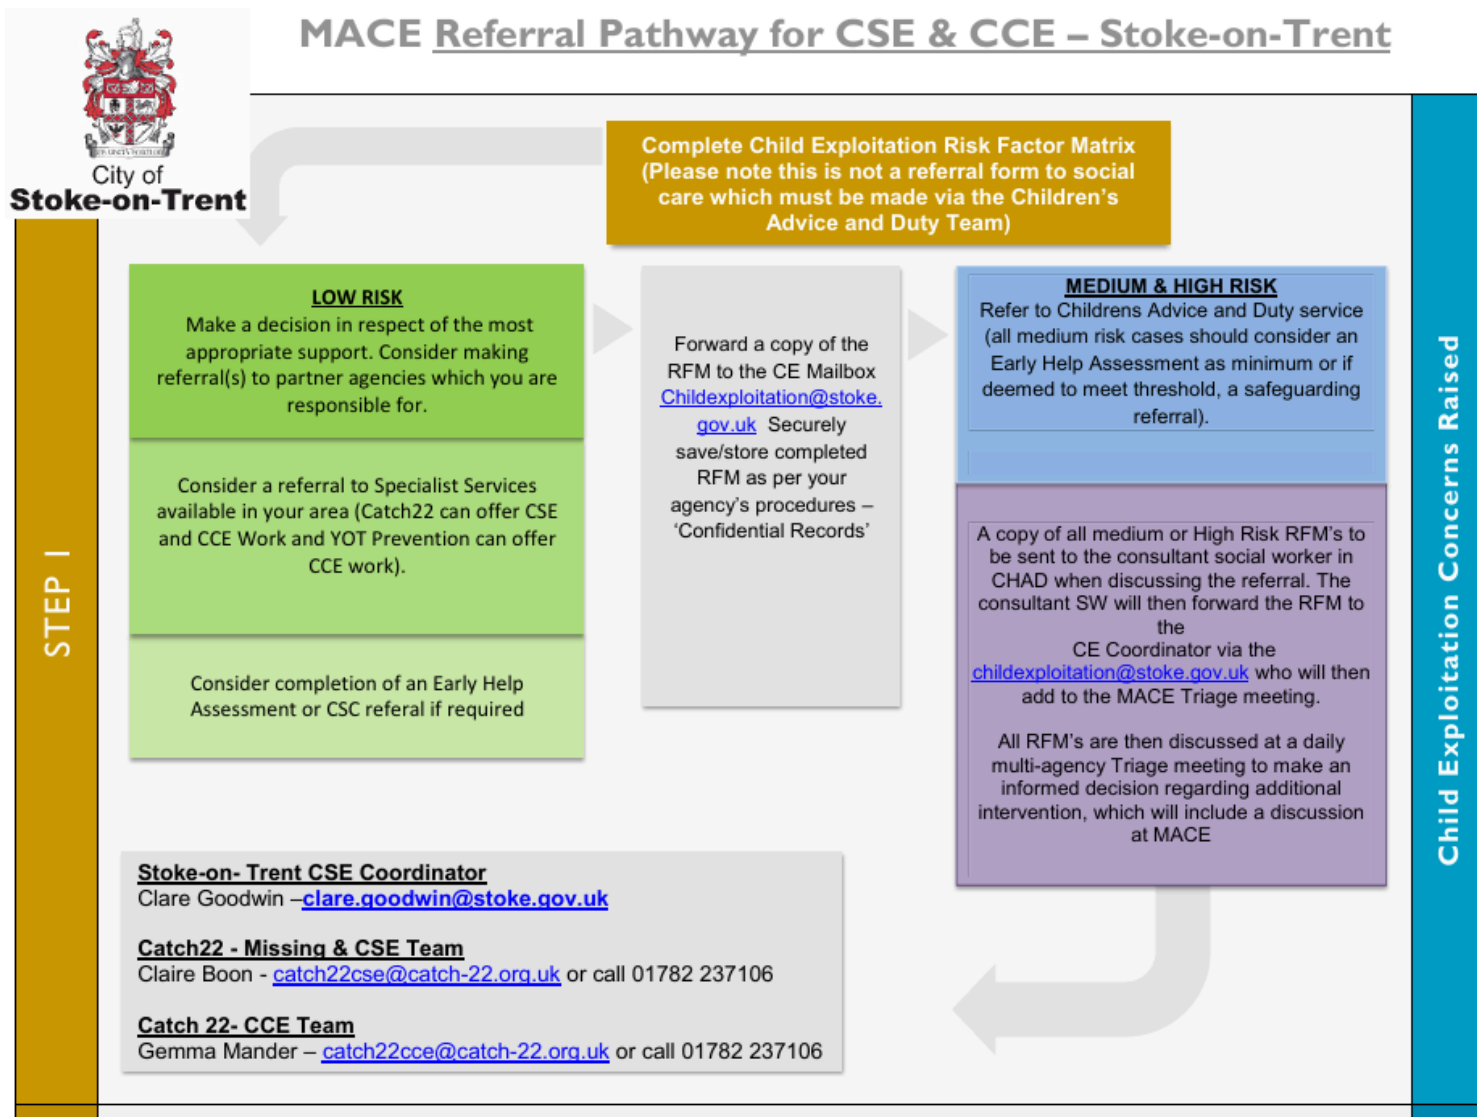 MACE Referral Pathway for CSE & CCE – Stoke-on-Trent
City of
Stoke-on-Trent
Complete Child Exploitation Risk Factor Matrix
(Please note this is not a referral form to social
care which must be made via the Children's
Advice and Duty Team)
STEP 1
LOW RISK
Make a decision in respect of the most
appropriate support. Consider making
referral(s) to partner agencies which you are
responsible for.
Consider a referral to Specialist Services
available in your area (Catch22 can offer CSE
and CCE Work and YOT Prevention can offer
CCE work).
Consider completion of an Early Help
Assessment or CSC referal if required
Forward a copy of the
RFM to the CE Mailbox
Childexploitation@stoke.
gov.uk Securely
save/store completed
RFM as per your
agency's procedures –
'Confidential Records'
MEDIUM & HIGH RISK
Refer to Childrens Advice and Duty service
(all medium risk cases should consider an
Early Help Assessment as minimum or if
deemed to meet threshold, a safeguarding
referral).
A copy of all medium or High Risk RFM's to
be sent to the consultant social worker in
CHAD when discussing the referral. The
consultant SW will then forward the RFM to
the
CE Coordinator via the
childexploitation@stoke.gov.uk who will then
add to the MACE Triage meeting.
All RFM's are then discussed at a daily
multi-agency Triage meeting to make an
informed decision regarding additional
intervention, which will include a discussion
at MACE
Child Exploitation Concerns Raised
Stoke-on- Trent CSE Coordinator
Clare Goodwin –clare.goodwin@stoke.gov.uk
Catch22 - Missing & CSE Team
Claire Boon - catch22cse@catch-22.org.uk or call 01782 237106
Catch 22- CCE Team
Gemma Mander – catch22cce@catch-22.org.uk or call 01782 237106